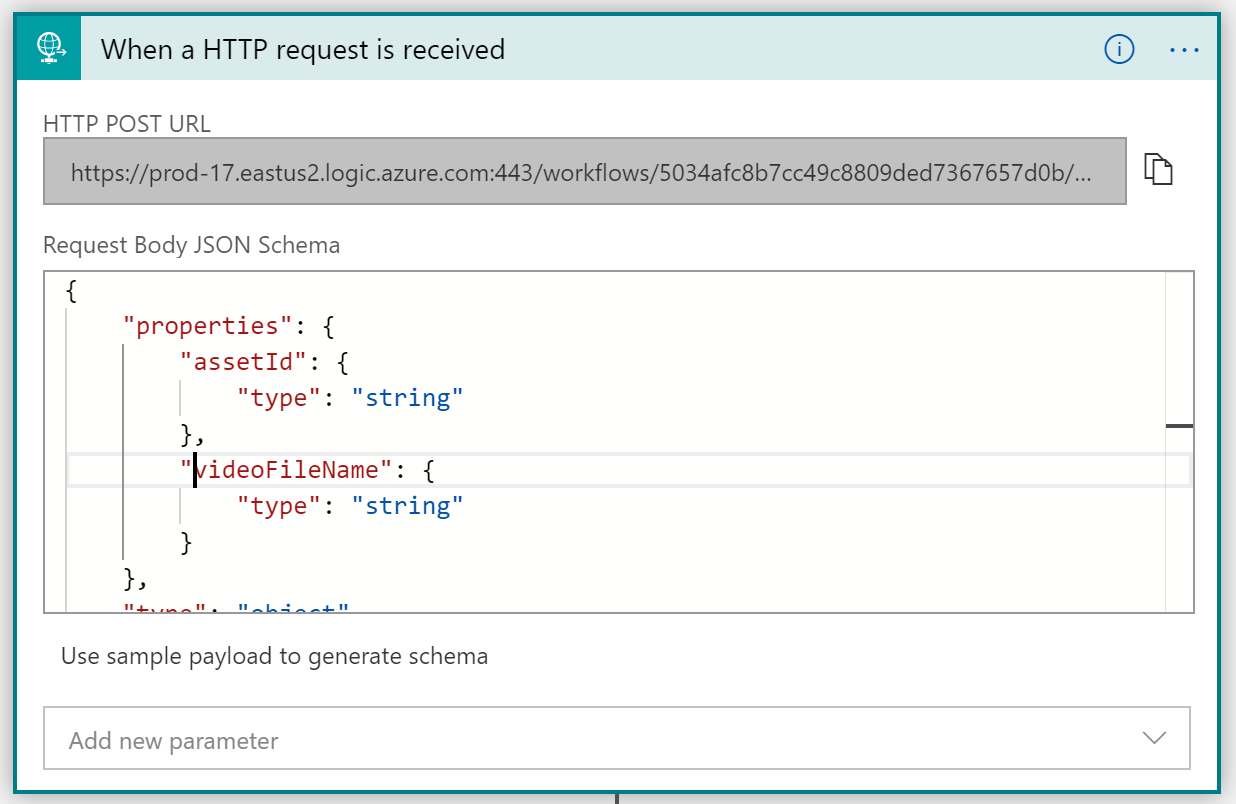 When a HTTP request is received
HTTP POST URL
https://prod-17.eastus2.logic.azure.com:443/workflows/5034afc8b7cc49c8809ded7367657d0b/...
Request Body JSON Schema
{
"properties": {
"assetId": {
"type": "string"
},
"videoFileName": {
"type": "string"
}
},
"type": "object"
Use sample payload to generate schema
Add new parameter